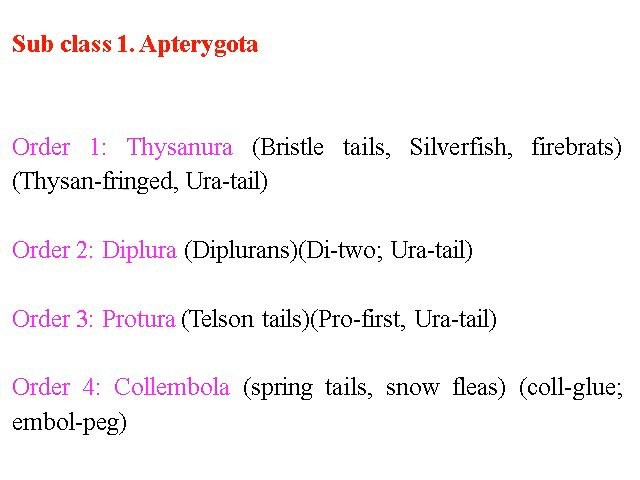 Sub class 1. Apterygota
Order 1: Thysanura (Bristle tails, Silverfish, firebrats)
(Thysan-fringed, Ura-tail)
Order 2: Diplura (Diplurans)(Di-two; Ura-tail)
Order 3: Protura (Telson tails)(Pro-first, Ura-tail)
Order 4: Collembola (spring tails, snow fleas) (coll-glue;
embol-peg)